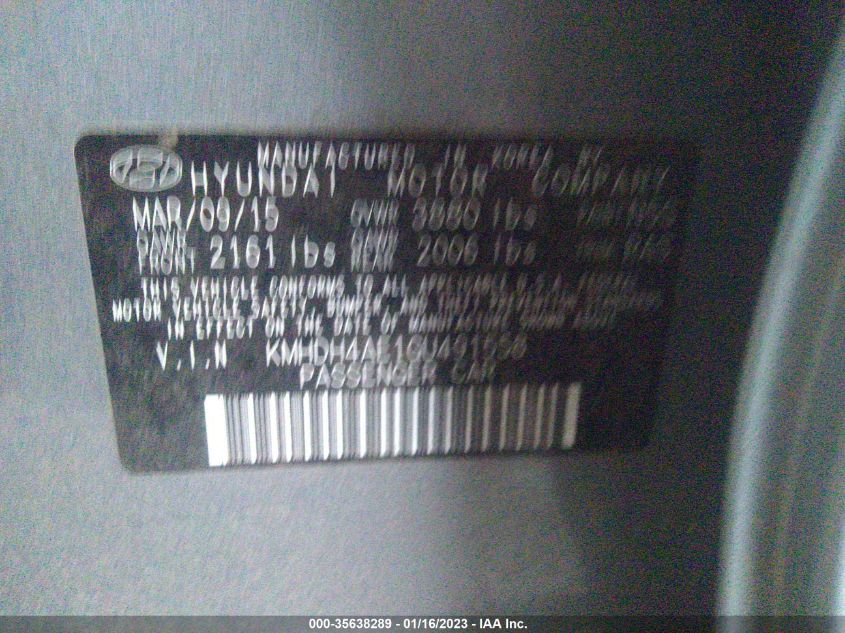 MANUFACTURED IN KOREA BY
HYUNDAI MOTOR COMPANY
MAR/09/15 GVWR 3880 lbs
GAWR FRONT 2161 lbs GAWR REAR 2006 lbs
THIS VEHICLE CONFORMS TO ALL APPLICABLE U.S.A. FEDERAL
MOTOR VEHICLE SAFETY, BUMPER, AND THEFT PREVENTION STANDARDS
IN EFFECT ON THE DATE OF MANUFACTURE SHOWN ABOVE
V.I.N
PASSENGER CAR
000-35638289 - 01/16/2023 - IAA Inc.